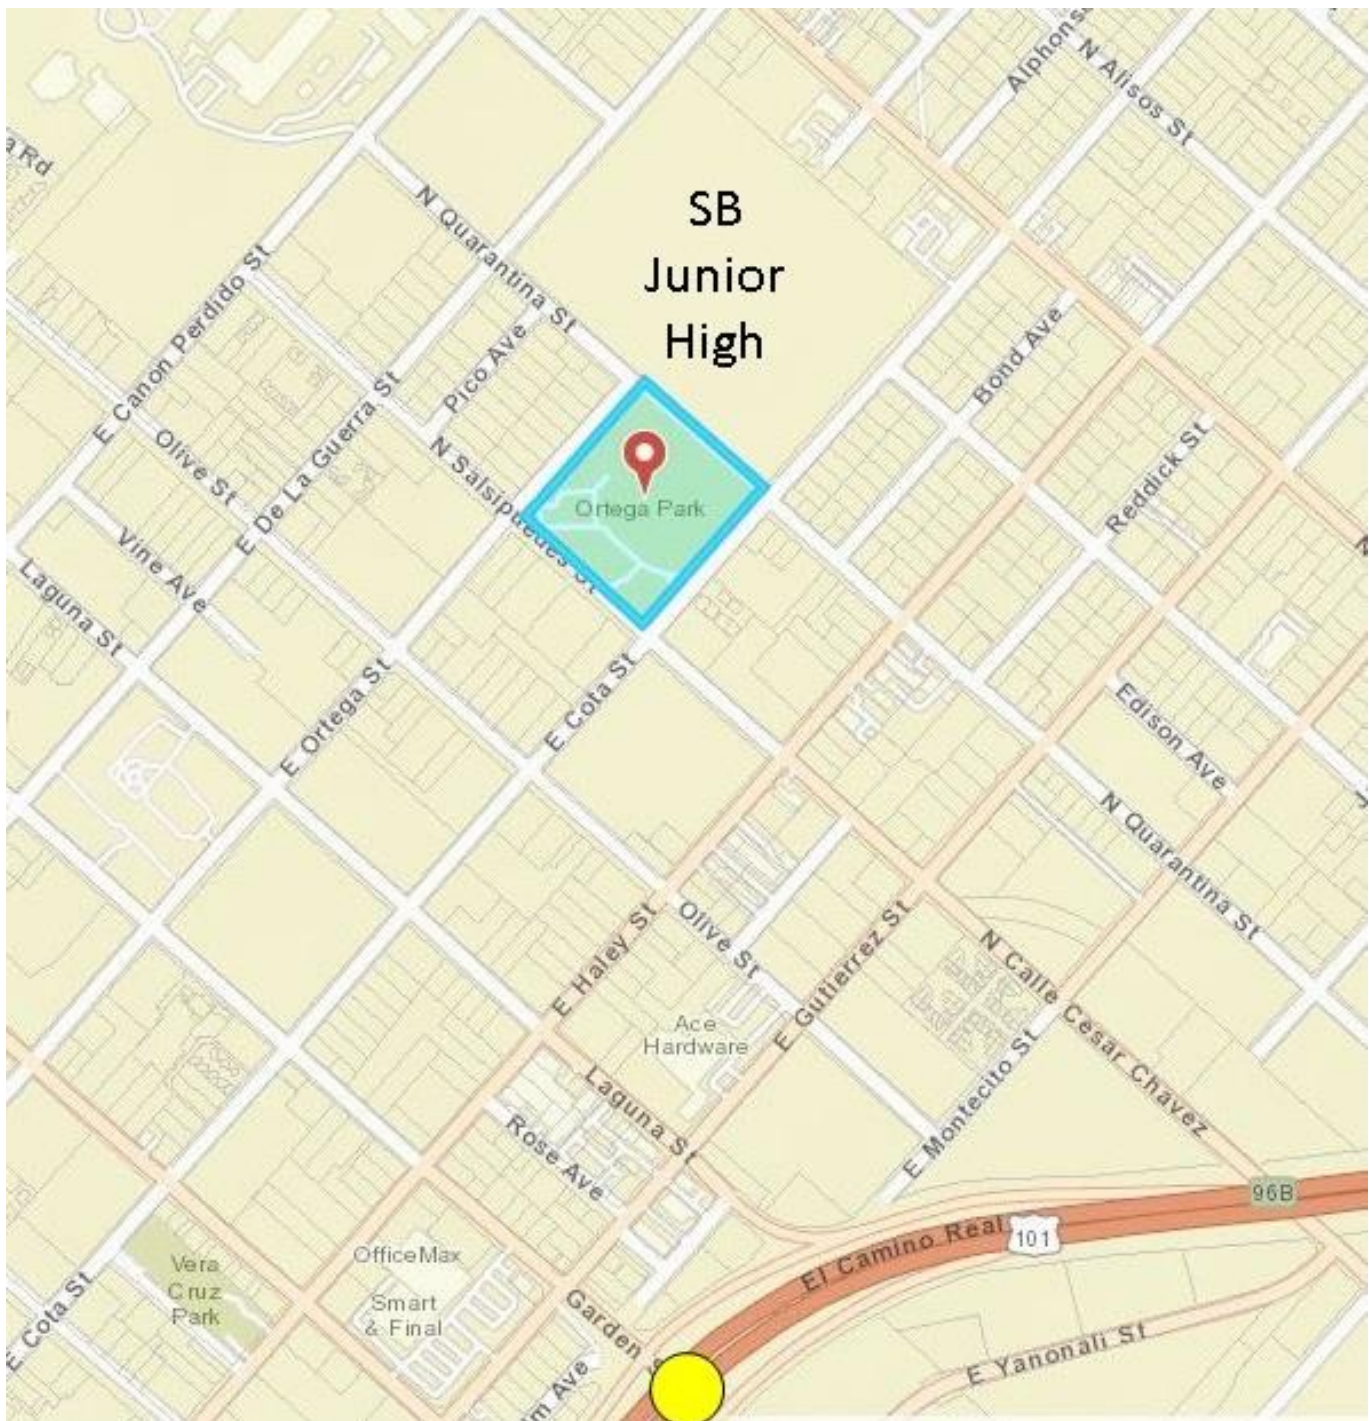 Alphons
N Alisos St
a Rd
SB
Junior
High
N Quarantina St
E Canon Perdido St
Pico Ave
Bond Ave
E De La Guerra St
Olive St
N Salsipuedes St
Ortega Park
Reddick St
Vine Ave
Laguna St
E Ortega St
E Cota St
Edison Ave
N Quarantina St
E Haley St
Olive St
E Gutierrez St
N Calle Cesar Chavez
Ace
Hardware
Laguna St
E Montecito St
Rose Ave
96B
El Camino Real
101
Vera
Cruz
Park
OfficeMax
Smart
& Final
E Cota St
Garden
E Yanonali St
m Ave